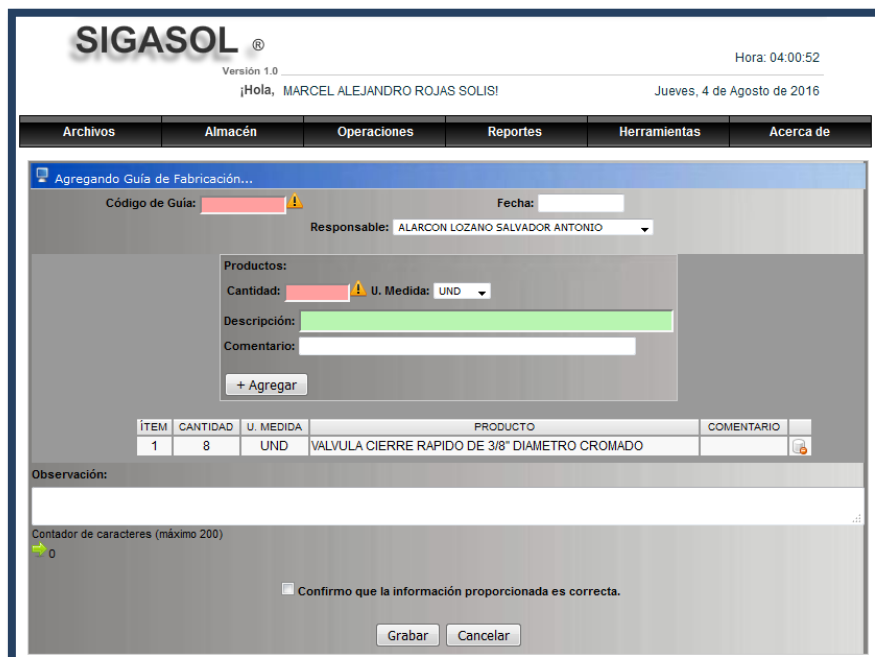 SIGASOL ®
Hora: 04:00:52
Versión 1.0
¡Hola, MARCEL ALEJANDRO ROJAS SOLIS! Jueves, 4 de Agosto de 2016
Archivos Almacén Operaciones Reportes Herramientas Acerca de
Agregando Guía de Fabricación...
Código de Guía: Fecha:
Responsable: ALARCON LOZANO SALVADOR ANTONIO
Productos:
Cantidad: U. Medida: UND
Descripción:
Comentario:
+ Agregar
ÍTEM CANTIDAD U. MEDIDA PRODUCTO COMENTARIO
1 8 UND VALVULA CIERRE RAPIDO DE 3/8" DIAMETRO CROMADO
Observación:
Contador de caracteres (máximo 200)
0
Confirmo que la información proporcionada es correcta.
Grabar Cancelar